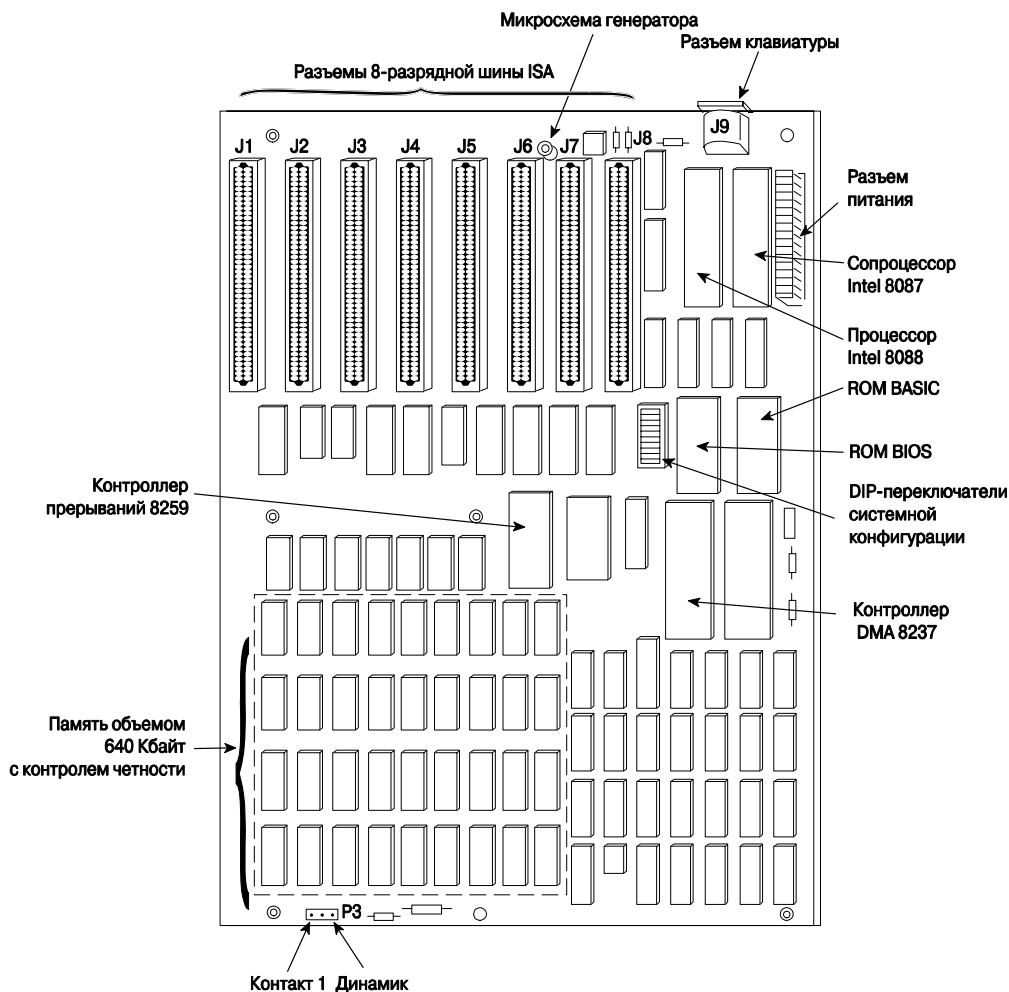 Микросхема генератора
Разъем клавиатуры
Разъемы 8-разрядной шины ISA
J9
J1 J2 J3 J4 J5 J6 J7 J8
Разъем
питания
Сопроцессор
Intel 8087
Процессор
Intel 8088
ROM BASIC
ROM BIOS
Контроллер
прерываний 8259
DIP-переключатели
системной
конфигурации
Контроллер
DMA 8237
Память объемом
640 Кбайт
с контролем четности
P3
Контакт 1 Динамик